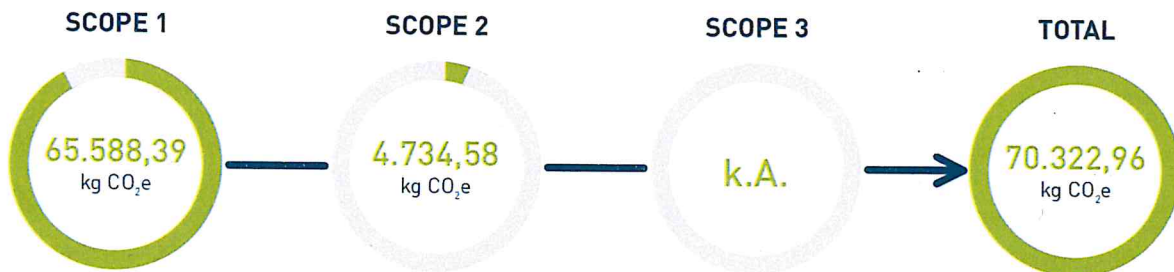 SCOPE 1
SCOPE 2
SCOPE 3
TOTAL
65.588,39
kg CO₂e
4.734,58
kg CO₂e
k.A.
70.322,96
kg CO₂e